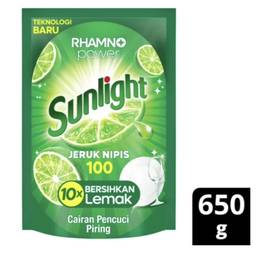 TEKNOLOGI
BARU
RHAMNO+
power
Sunlight
JERUK NIPIS
100
10x BERSIHKAN
Lemak
Cairan Pencuci
Piring
650
g